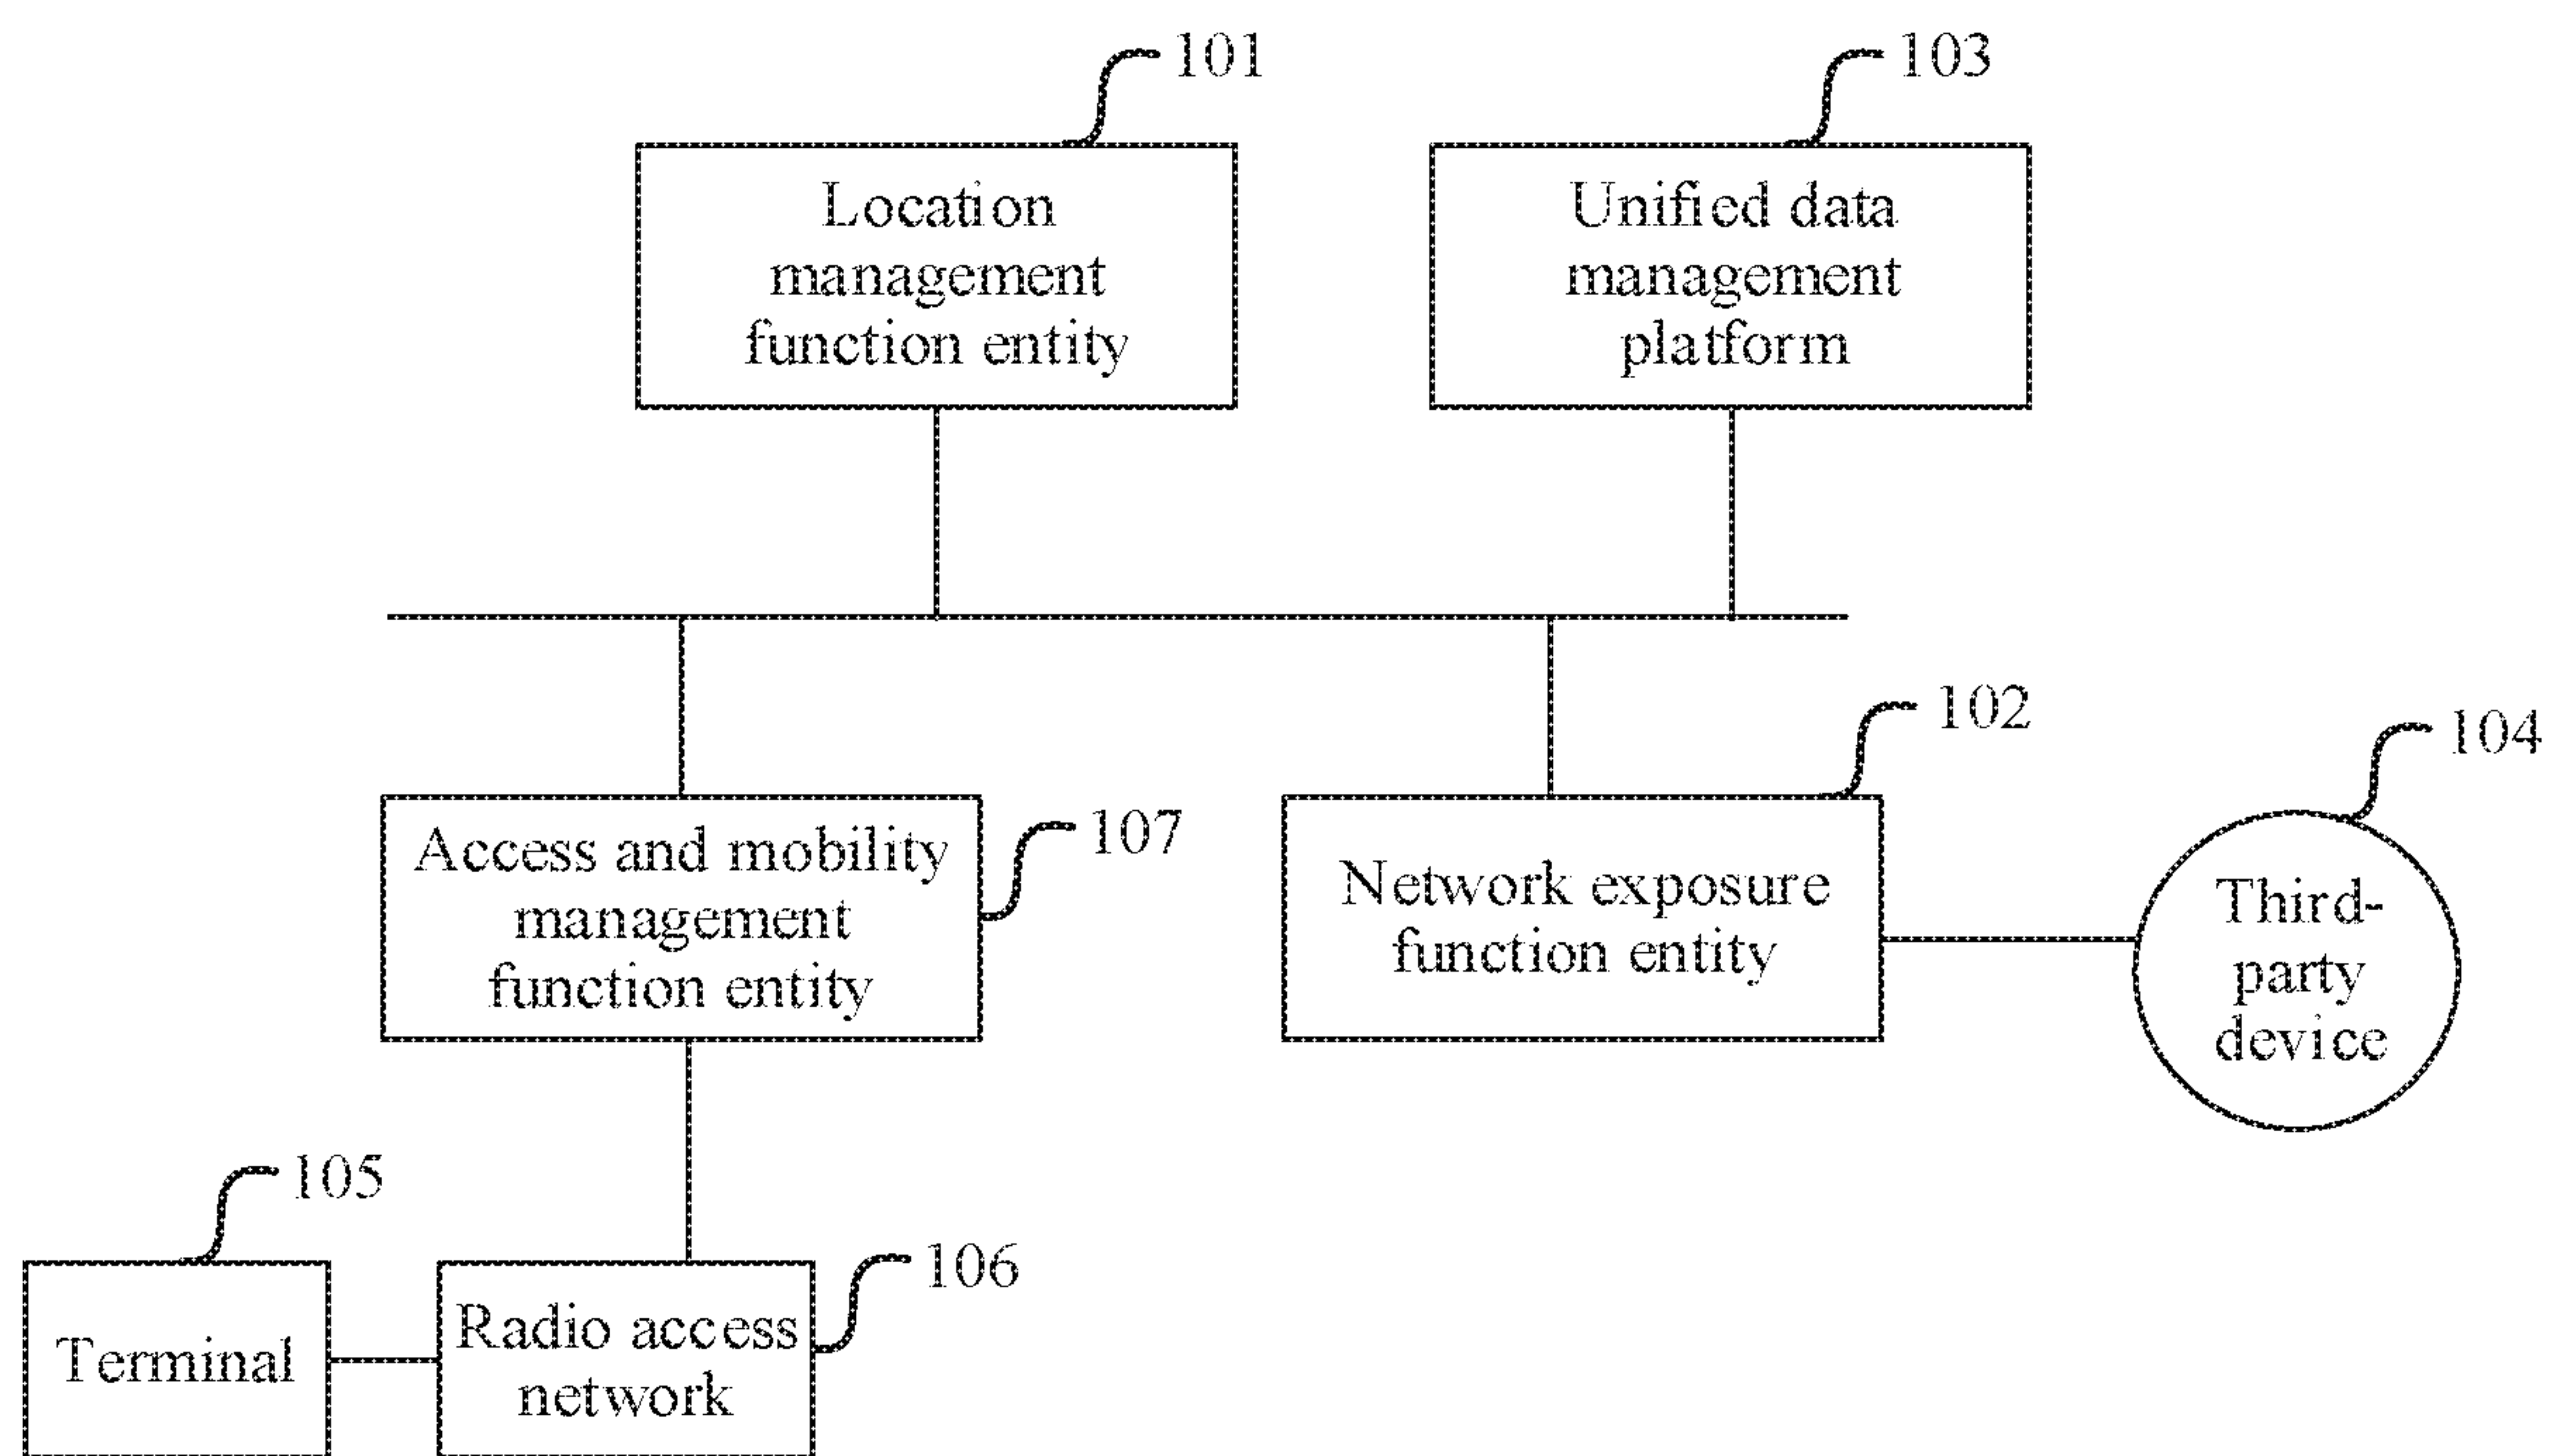 101
103
Location
management
function entity
Unified data
management
platform
102
104
107
Access and mobility
management
function entity
Network exposure
function entity
Third-
party
device
105
106
Terminal
Radio access
network